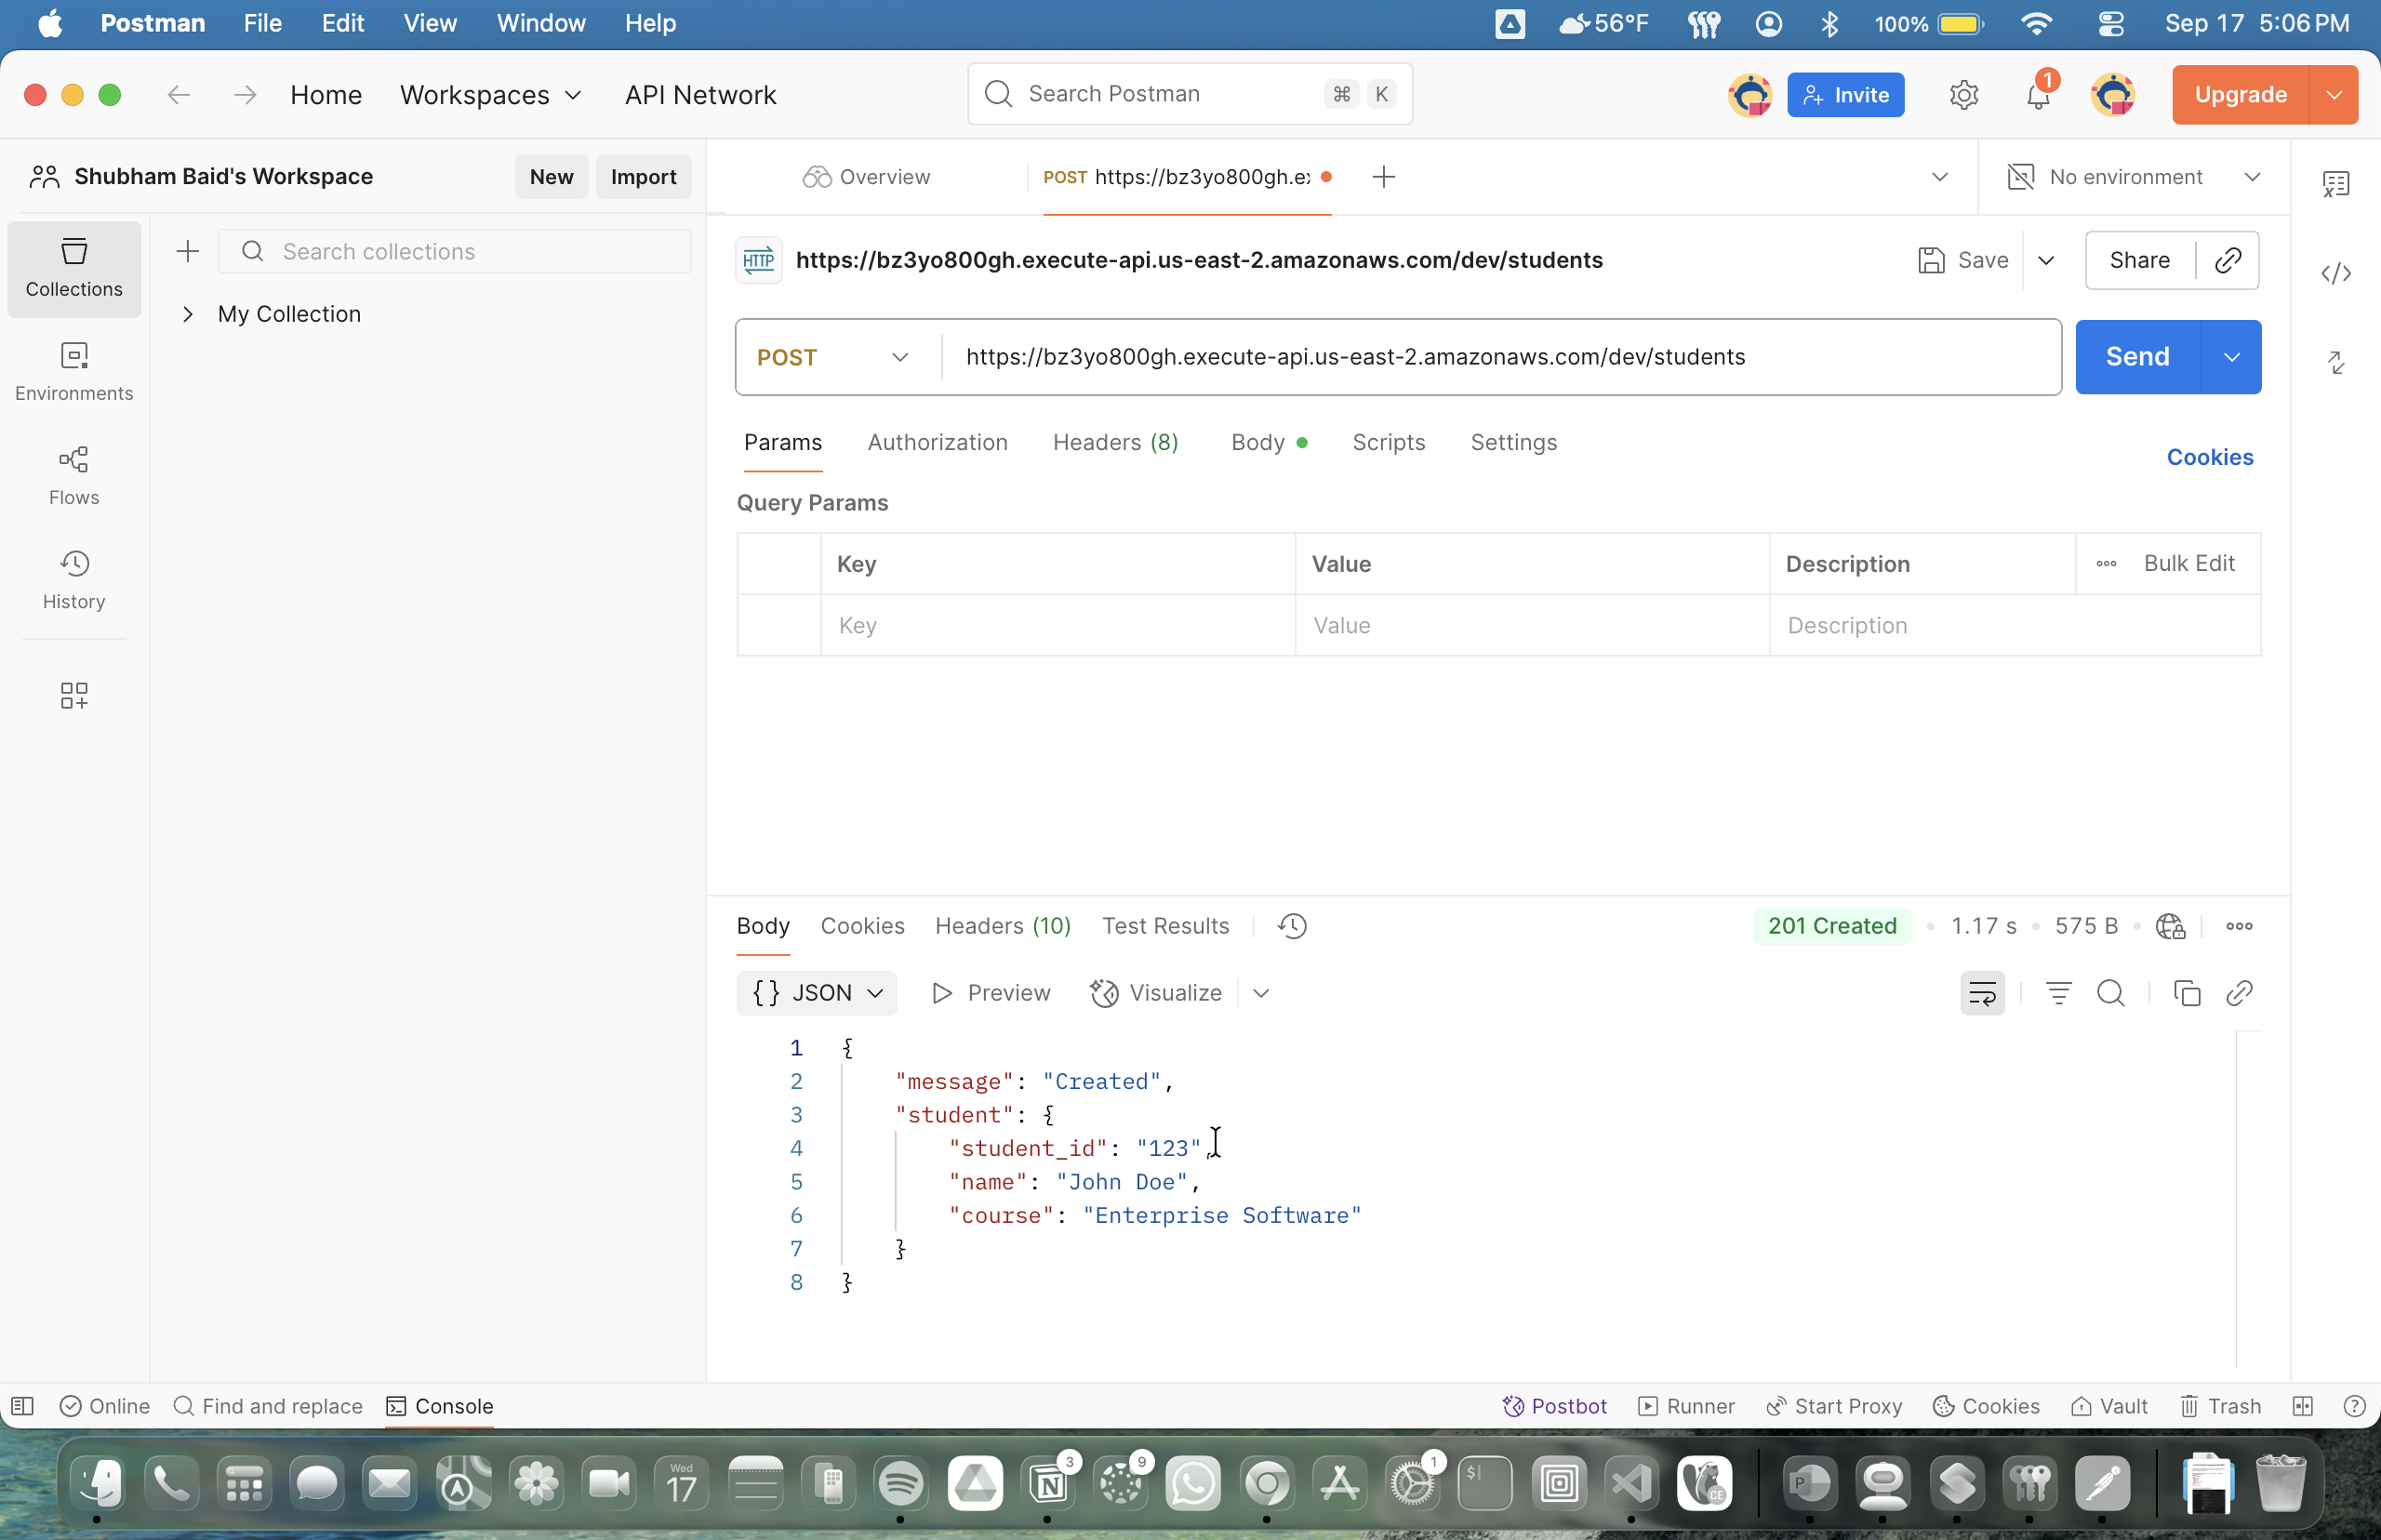 Postman File Edit View Window Help 56°F 100% Sep 17 5:06 PM
Home Workspaces API Network Search Postman ⌘ K Invite 1 Upgrade
Shubham Baid's Workspace New Import Overview POST https://bz3yo800gh.e No environment
Collections
Search collections
My Collection
Environments
Flows
History
HTTP https://bz3yo800gh.execute-api.us-east-2.amazonaws.com/dev/students Save Share
POST https://bz3yo800gh.execute-api.us-east-2.amazonaws.com/dev/students Send
Params Authorization Headers (8) Body Scripts Settings Cookies
Query Params
Key Value Description Bulk Edit
Key Value Description
Body Cookies Headers (10) Test Results 201 Created 1.17 s 575 B
{} JSON Preview Visualize
1 {
2 "message": "Created",
3 "student": {
4 "student_id": "123",
5 "name": "John Doe",
6 "course": "Enterprise Software"
7 }
8 }
Online Find and replace Console Postbot Runner Start Proxy Cookies Vault Trash
Wed 17 3 9 1 $ CE P